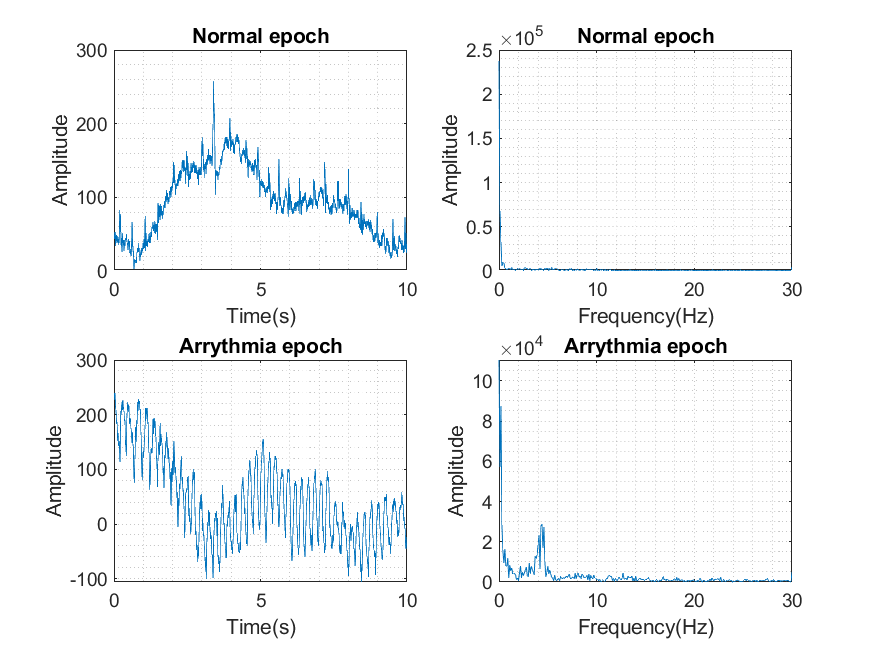 Normal epoch
300
200
100
0
0 5 10
Amplitude
Time(s)
Normal epoch
×10^5
2.5
2
1.5
1
0.5
0
0 10 20 30
Amplitude
Frequency(Hz)
Arrythmia epoch
300
200
100
0
-100
0 5 10
Amplitude
Time(s)
Arrythmia epoch
×10^4
10
8
6
4
2
0
0 10 20 30
Amplitude
Frequency(Hz)